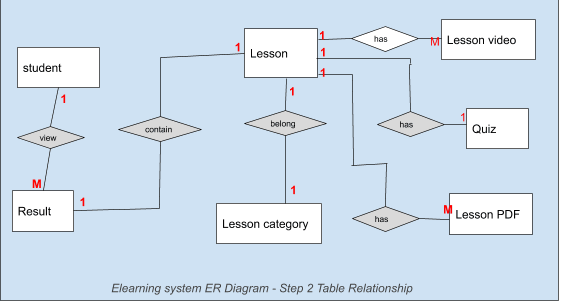 1
Lesson
1
has
M
Lesson video
1
student
1
1
1
contain
belong
has
1
Quiz
view
M
1
1
Result
Lesson category
has
M
Lesson PDF
Elearning system ER Diagram - Step 2 Table Relationship